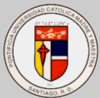 PONTIFICIA UNIVERSIDAD CATOLICA MADRE Y MAESTRA
SANTIAGO, R. D.